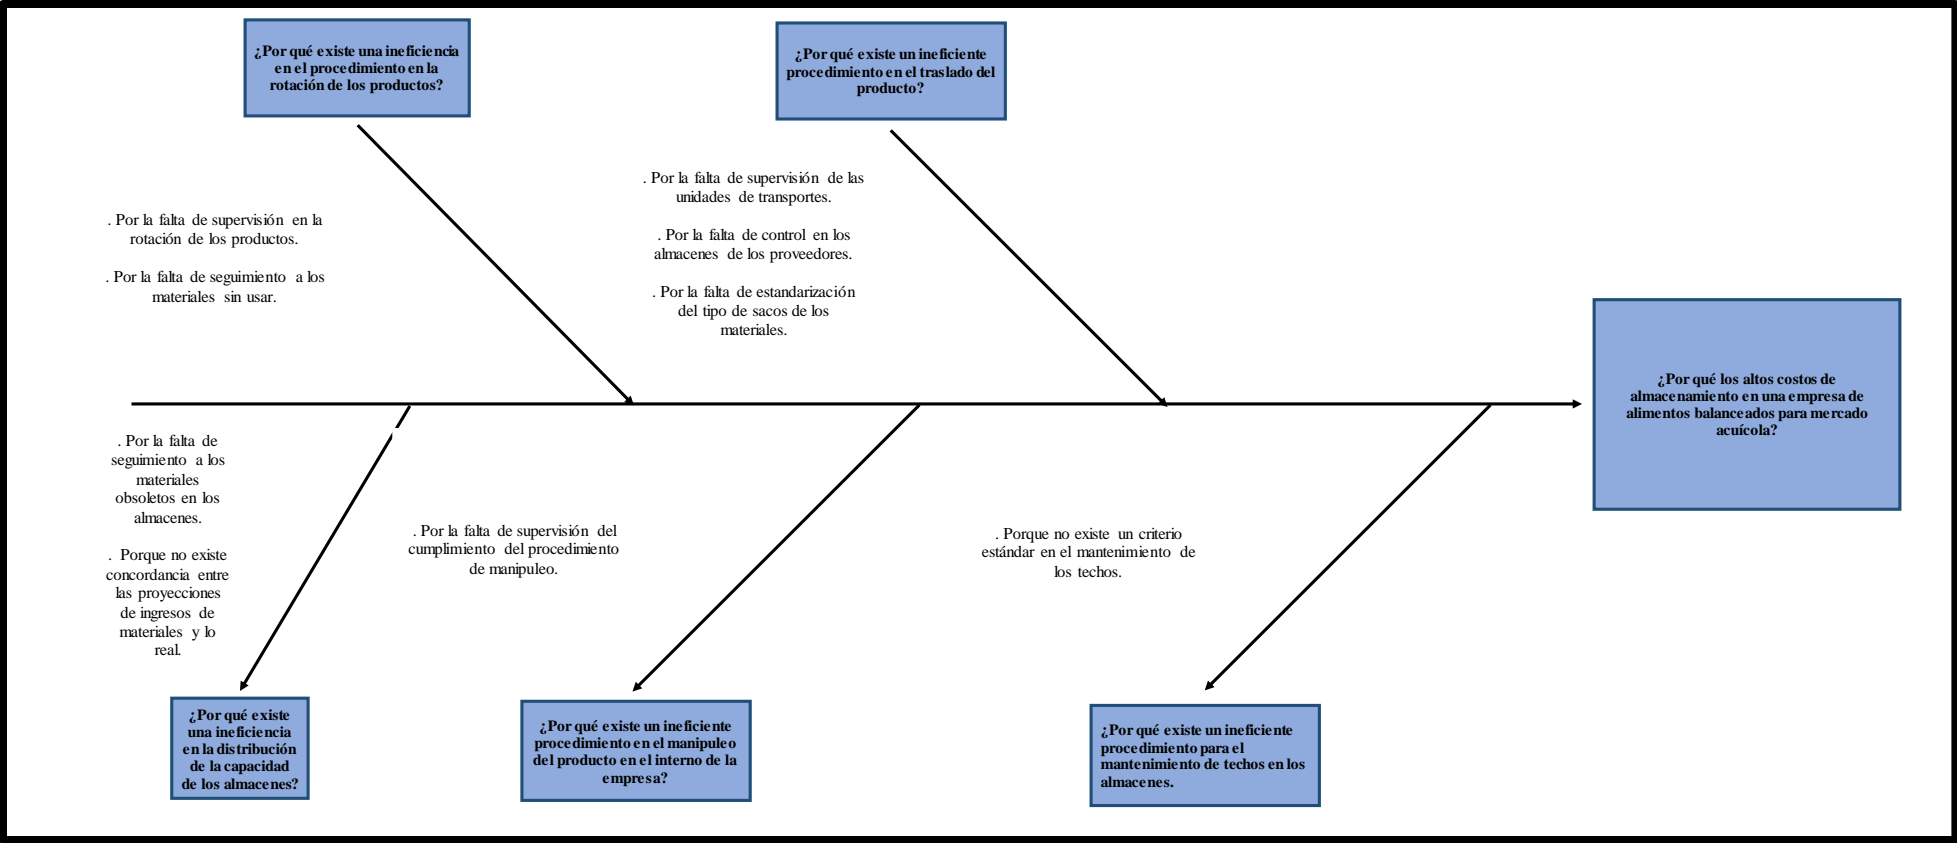 ¿Por qué existe una ineficiencia
en el procedimiento en la
rotación de los productos?
¿Por qué existe un ineficiente
procedimiento en el traslado del
producto?
. Por la falta de supervisión en la
rotación de los productos.
. Por la falta de seguimiento a los
materiales sin usar.
. Por la falta de supervisión de las
unidades de transportes.
. Por la falta de control en los
almacenes de los proveedores.
. Por la falta de estandarización
del tipo de sacos de los
materiales.
¿Por qué los altos costos de
almacenamiento en una empresa de
alimentos balanceados para mercado
acuícola?
. Por la falta de
seguimiento a los
materiales
obsoletos en los
almacenes.
. Porque no existe
concordancia entre
las proyecciones
de ingresos de
materiales y lo
real.
. Por la falta de supervisión del
cumplimiento del procedimiento
de manipuleo.
. Porque no existe un criterio
estándar en el mantenimiento de
los techos.
¿Por qué existe
una ineficiencia
en la distribución
de la capacidad
de los almacenes?
¿Por qué existe un ineficiente
procedimiento en el manipuleo
del producto en el interno de la
empresa?
¿Por qué existe un ineficiente
procedimiento para el
mantenimiento de techos en los
almacenes.